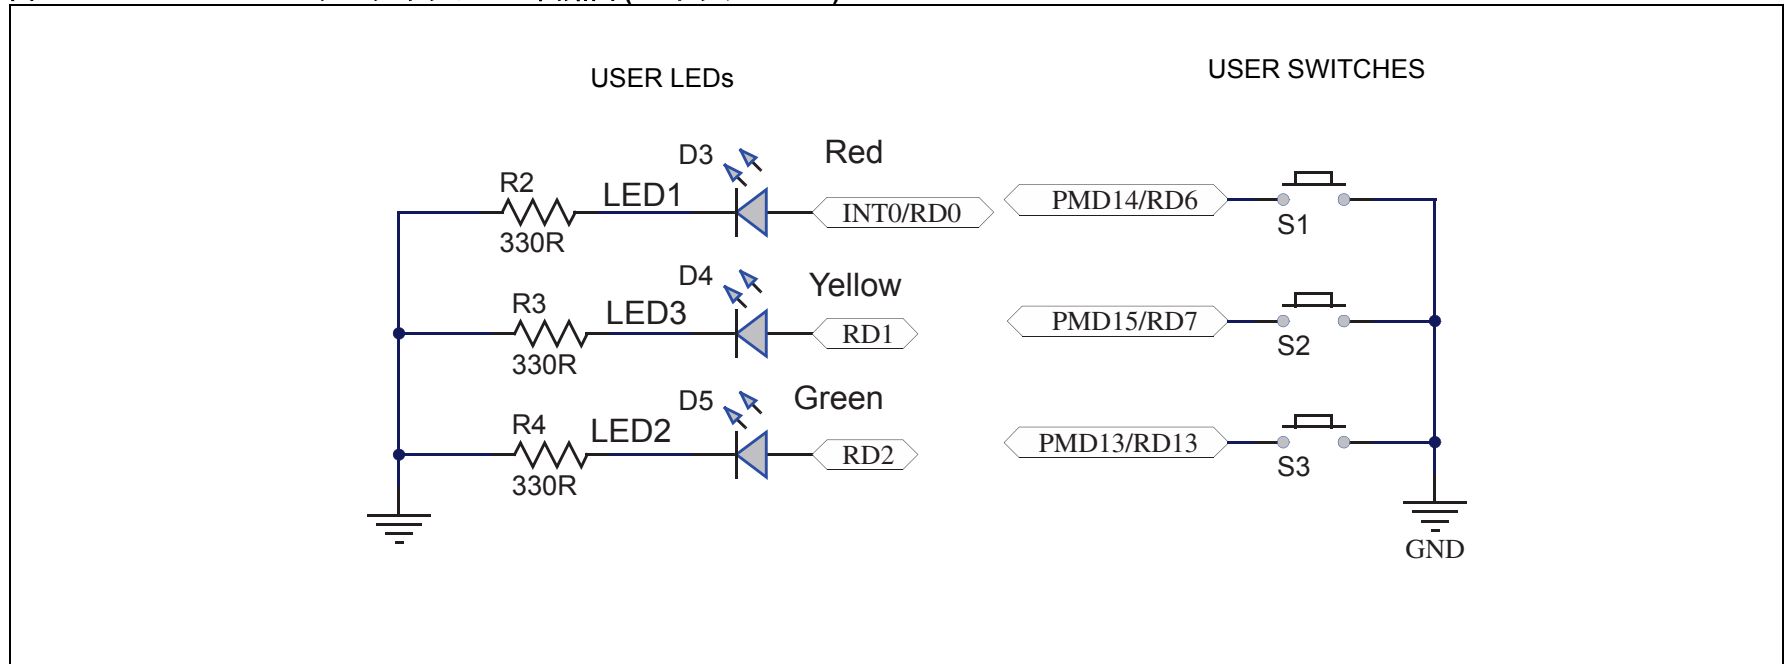 USER LEDs
USER SWITCHES
D3
Red
R2
LED1
INT0/RD0
330R
D4
Yellow
R3
LED3
RD1
330R
D5
Green
R4
LED2
RD2
330R
PMD14/RD6
S1
PMD15/RD7
S2
PMD13/RD13
S3
GND